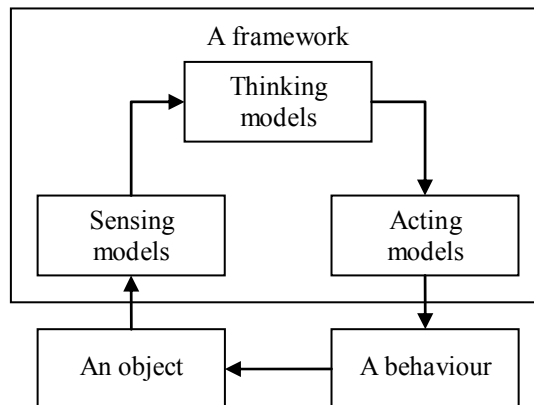 A framework
Thinking
models
Sensing
models
Acting
models
An object
A behaviour